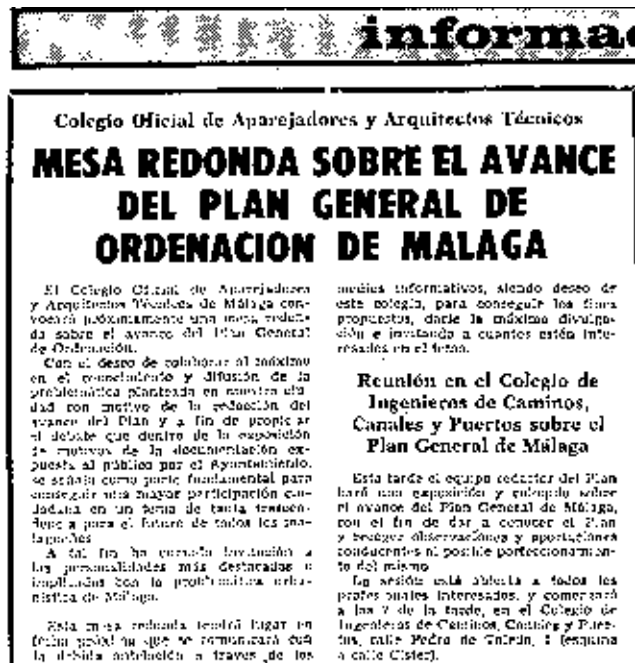 informac
Colegio Oficial de Aparejadores y Arquitectos Técnicos
MESA REDONDA SOBRE EL AVANCE
DEL PLAN GENERAL DE
ORDENACION DE MALAGA
El Colegio Oficial de Aparejadores
y Arquitectos Técnicos de Málaga con-
vocará próximamente una mesa redon-
da sobre el avance del Plan General
de Ordenación.
Con el deseo de colaborar al máximo
en el conocimiento y difusión de la
problemática planteada en nuestra ciu-
dad con motivo de la redacción del
avance del Plan y a fin de propiciar
el debate que dentro de la exposición
de motivos de la documentación ex-
puesta al público por el Ayuntamiento,
se señala como parte fundamental para
conseguir una mayor participación ciu-
dadana en un tema de tanta trascen-
dencia para el futuro de todos los ma-
lagueños
A tal fin ha cursado invitación a
las personalidades más destacadas o
implicadas con la problemática urba-
nística de Málaga.
Esta mesa redonda tendrá lugar en
fecha próxima que se comunicará con
la debida antelación a través de los
medios informativos, siendo deseo de
este colegio, para conseguir los fines
propuestos, darle la máxima divulga-
ción e invitando a cuantos estén inte-
resados en el tema.
Reunión en el Colegio de
Ingenieros de Caminos,
Canales y Puertos sobre el
Plan General de Málaga
Esta tarde el equipo redactor del Plan
hará una exposición y coloquio sobre
el avance del Plan General de Málaga,
con el fin de dar a conocer el Plan
y recoger observaciones y aportaciones
conducentes al posible perfeccionamien-
to del mismo
La sesión está abierta a todos los
profesionales interesados, y comenzará
a las 7 de la tarde, en el Colegio de
Ingenieros de Caminos, Canales y Puer-
tos, calle Pedro de Toledo, (esquina
a calle Císter).